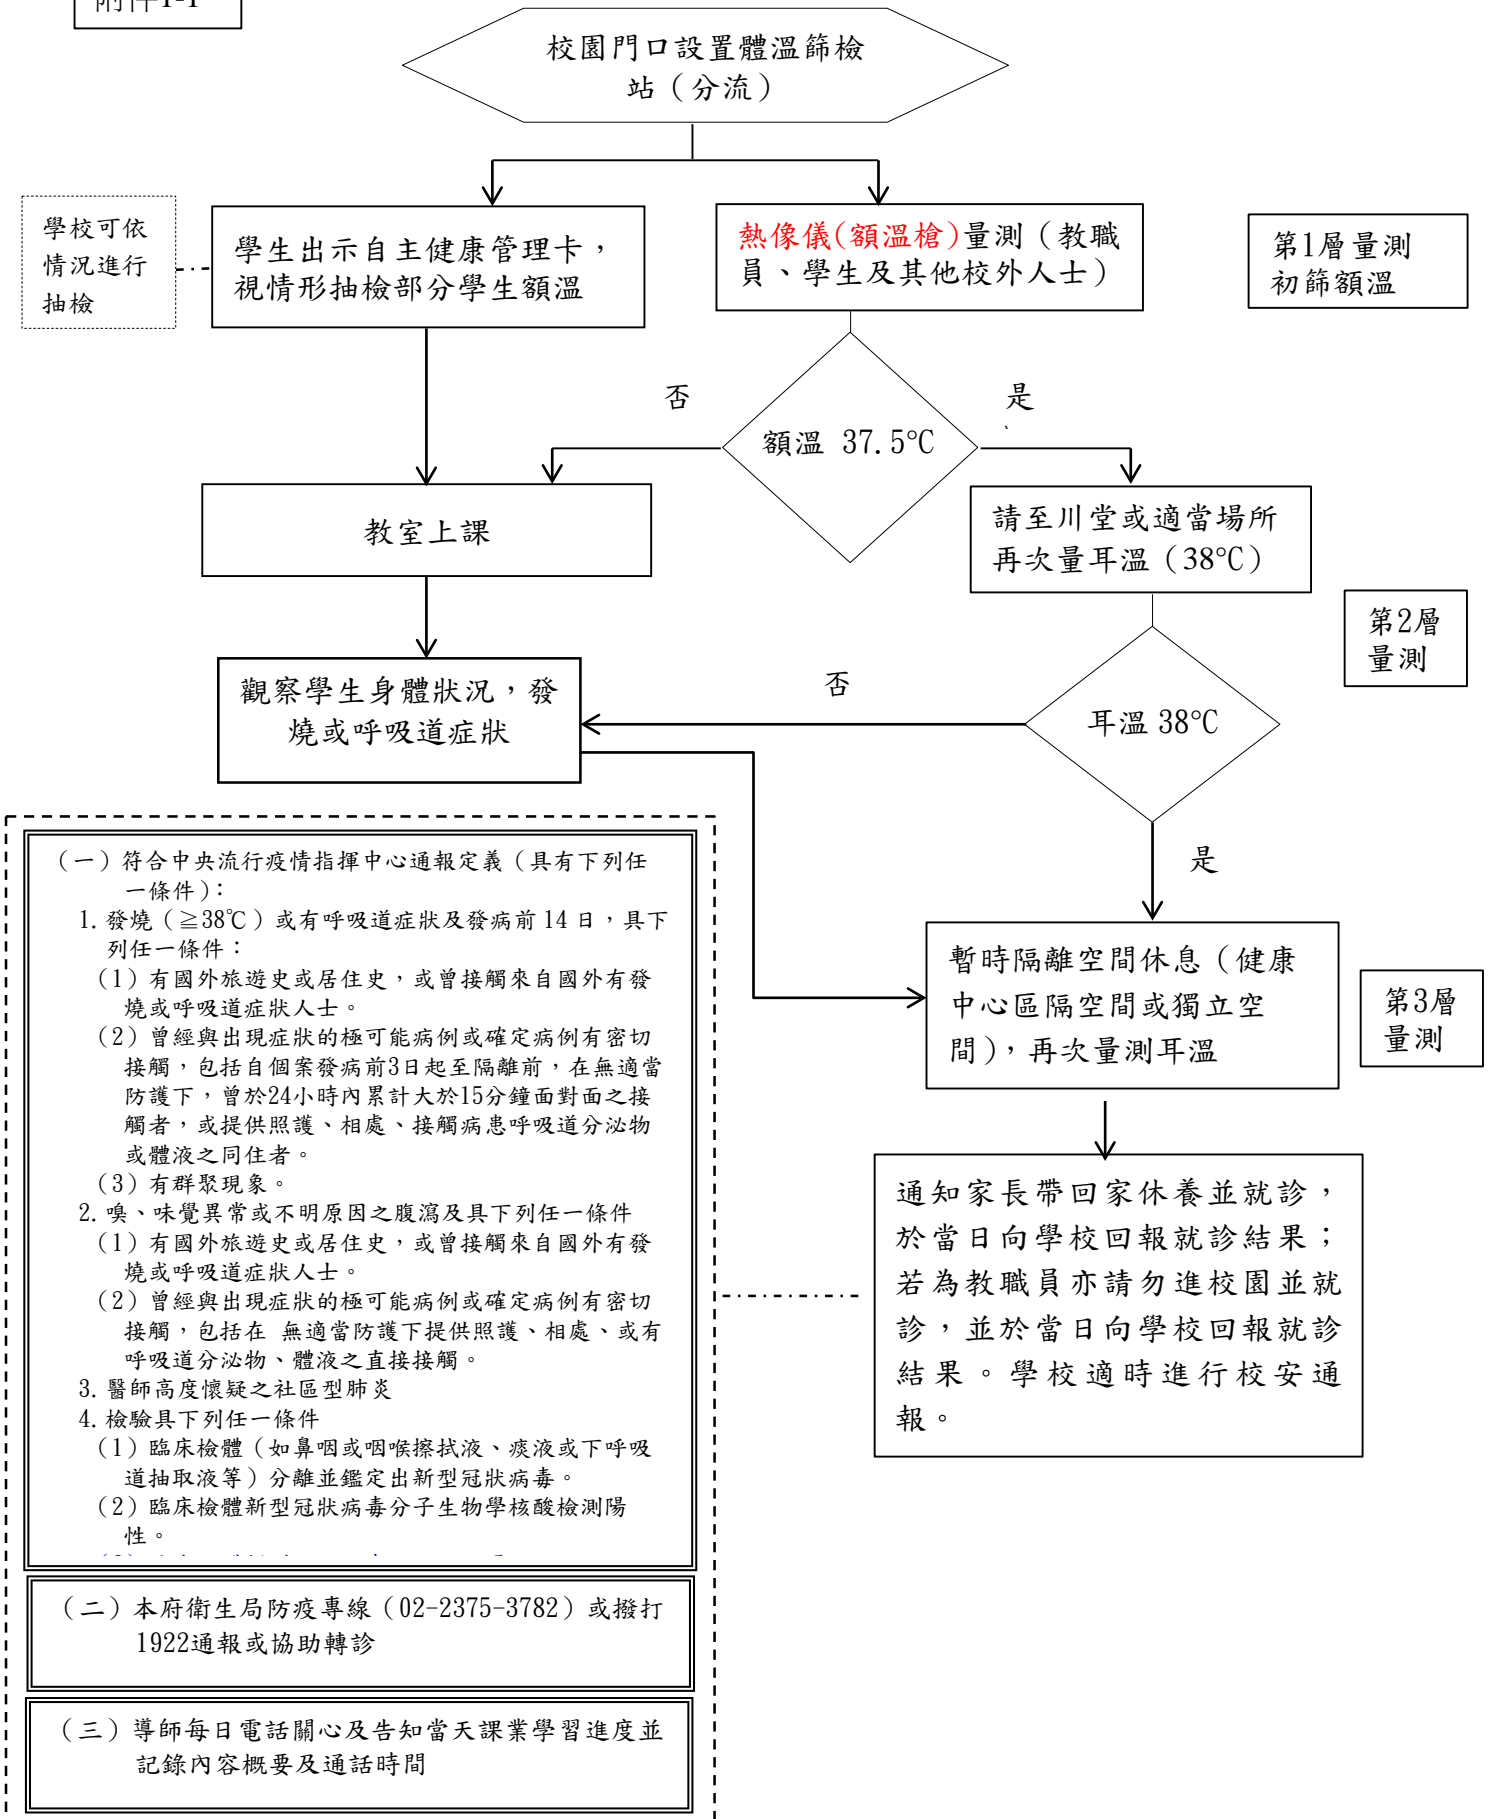 附件1-1
校園門口設置體溫篩檢
站（分流）
學校可依
情況進行
抽檢
學生出示自主健康管理卡，
視情形抽檢部分學生額溫
熱像儀(額溫槍)量測（教職
員、學生及其他校外人士）
第1層量測
初篩額溫
否
是
額溫 37.5℃
教室上課
請至川堂或適當場所
再次量耳溫（38℃）
第2層
量測
觀察學生身體狀況，發
燒或呼吸道症狀
否
耳溫 38℃
是
（一）符合中央流行疫情指揮中心通報定義（具有下列任
一條件）：
1. 發燒（≧38℃）或有呼吸道症狀及發病前 14 日，具下
列任一條件：
（1）有國外旅遊史或居住史，或曾接觸來自國外有發
燒或呼吸道症狀人士。
（2）曾經與出現症狀的極可能病例或確定病例有密切
接觸，包括自個案發病前3日起至隔離前，在無適當
防護下，曾於24小時內累計大於15分鐘面對面之接
觸者，或提供照護、相處、接觸病患呼吸道分泌物
或體液之同住者。
（3）有群聚現象。
2. 嗅、味覺異常或不明原因之腹瀉及具下列任一條件
（1）有國外旅遊史或居住史，或曾接觸來自國外有發
燒或呼吸道症狀人士。
（2）曾經與出現症狀的極可能病例或確定病例有密切
接觸，包括在 無適當防護下提供照護、相處、或有
呼吸道分泌物、體液之直接接觸。
3. 醫師高度懷疑之社區型肺炎
4. 檢驗具下列任一條件
（1）臨床檢體（如鼻咽或咽喉擦拭液、痰液或下呼吸
道抽取液等）分離並鑑定出新型冠狀病毒。
（2）臨床檢體新型冠狀病毒分子生物學核酸檢測陽
性。
暫時隔離空間休息（健康
中心區隔空間或獨立空
間），再次量測耳溫
第3層
量測
通知家長帶回家休養並就診，
於當日向學校回報就診結果；
若為教職員亦請勿進校園並就
診，並於當日向學校回報就診
結果。學校適時進行校安通
報。
（二）本府衛生局防疫專線（02-2375-3782）或撥打
1922通報或協助轉診
（三）導師每日電話關心及告知當天課業學習進度並
記錄內容概要及通話時間